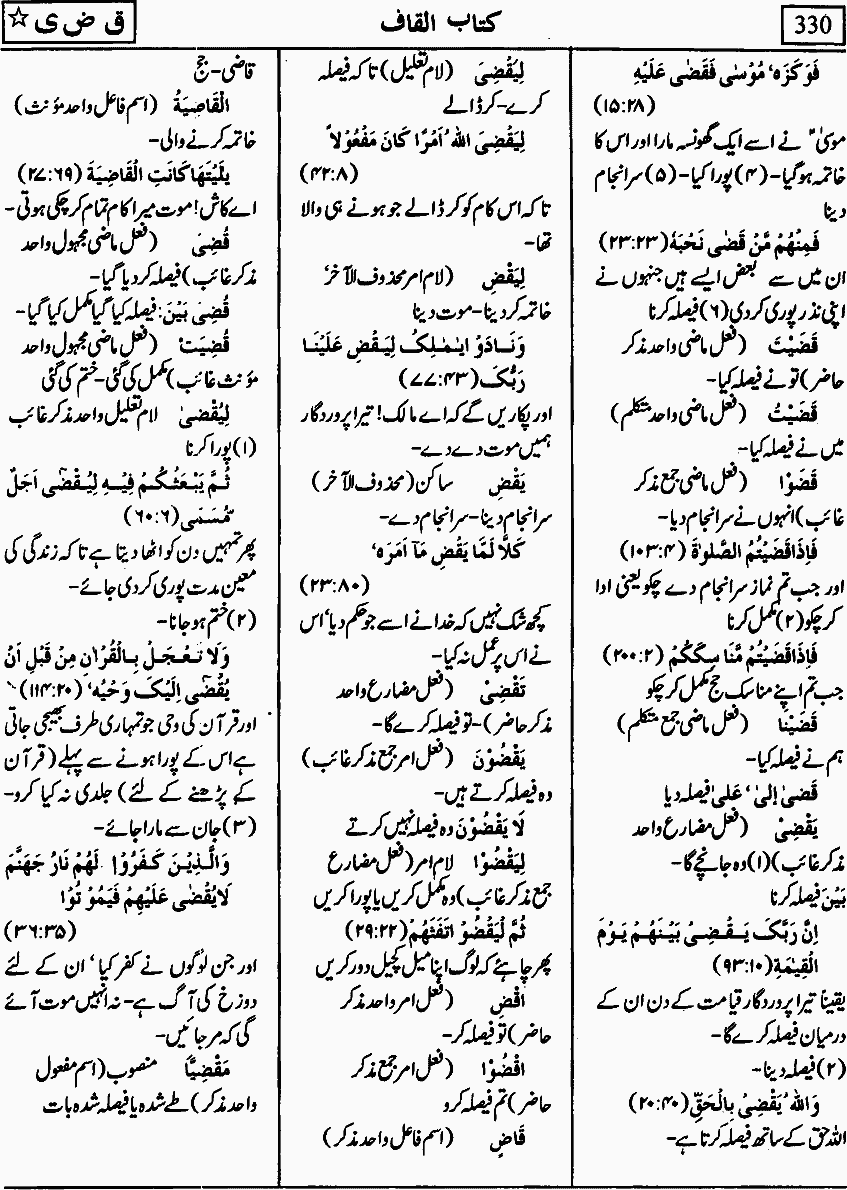 330
کتاب القاف
ق ض ی ☆
فَوَکَزَہٗ مُوْسٰی فَقَضٰی عَلَیْہِ
(۱۵:۲۸)
موسیٰؑ نے اسے ایک گھونسہ مارا اور اس کا
خاتمہ ہوگیا-(۴) پورا کیا-(۵) سرانجام
دینا
فَمِنْہُمْ مَّنْ قَضٰی نَحْبَہٗ (۲۳:۲۳)
ان میں سے بعض ایسے ہیں جنہوں نے
اپنی نذر پوری کردی (۶) فیصلہ کرنا
قَضَیْتَ (فعل ماضی واحد مذکر
حاضر) تو نے فیصلہ کیا-
قَضَیْتُ (فعل ماضی واحد متکلم)
میں نے فیصلہ کیا-
قَضَوْا (فعل ماضی جمع مذکر
غائب) انہوں نے سرانجام دیا-
فَاِذَا قَضَیْتُمُ الصَّلٰوۃَ (۱۰۳:۴)
اور جب تم نماز سرانجام دے چکو یعنی ادا
کرچکو (۲) مکمل کرنا
فَاِذَا قَضَیْتُمْ مَّنَاسِکَکُمْ (۲۰۰:۲)
جب تم اپنے مناسک حج مکمل کرچکو
قَضَیْنَا (فعل ماضی جمع متکلم)
ہم نے فیصلہ کیا-
قَضٰی اِلیٰ، عَلی فیصلہ دیا
یَقْضِیْ (فعل مضارع واحد
مذکر غائب) (۱) وہ جانچے گا-
بَیْنَ فیصلہ کرنا
اِنَّ رَبَّکَ یَقْضِیْ بَیْنَہُمْ یَوْمَ
الْقِیٰمَۃِ (۹۳:۱۰)
یقیناً تیرا پروردگار قیامت کے دن ان کے
درمیان فیصلہ کرے گا-
(۲) فیصلہ دینا-
وَاللّٰہُ یَقْضِیْ بِالْحَقِّ (۲۰:۴۰)
اللہ حق کے ساتھ فیصلہ کرتا ہے-
لِیَقْضِیَ (لام تعلیل) تاکہ فیصلہ
کرے-کرڈالے
لِیَقْضِیَ اللّٰہُ اَمْرًا کَانَ مَفْعُوْلاً
(۴۲:۸)
تاکہ اس کام کو کرڈالے جو ہونے ہی والا
تھا-
لِیَقْضِ (لام امر محذوف الآخر،
خاتمہ کردینا-موت دینا
وَنَادَوْا یٰمٰلِکُ لِیَقْضِ عَلَیْنَا
رَبُّکَ (۷۷:۴۳)
اور پکاریں گے کہ اے مالک! تیرا پروردگار
ہمیں موت دے دے-
یَقْضِ ساکن (محذوف الآخر)
سرانجام دینا-سرانجام دے-
کَلَّا لَمَّا یَقْضِ مَآ اَمَرَہٗ
(۲۳:۸۰)
کچھ شک نہیں کہ خدا نے اسے جو حکم دیا، اس
نے اس پر عمل نہ کیا-
تَقْضِیْ (فعل مضارع واحد
مذکر حاضر)-تو فیصلہ کرے گا-
یَقْضُوْنَ (فعل امر جمع مذکر غائب)
وہ فیصلہ کرتے ہیں-
لَا یَقْضُوْنَ وہ فیصلہ نہیں کرتے
لِیَقْضُوْا لام امر (فعل مضارع
جمع مذکر غائب) وہ مکمل کریں یا پورا کریں
ثُمَّ لْیَقْضُوْا تَفَثَہُمْ (۲۹:۲۲)
پھر چاہئے کہ لوگ اپنا میل کچیل دور کریں
اقْضِ (فعل امر واحد مذکر
حاضر) تو فیصلہ کر-
اقْضُوْا (فعل امر جمع مذکر
حاضر) تم فیصلہ کرو
قَاضٍ (اسم فاعل واحد مذکر)
قاضی-جج
الْقَاضِیَۃُ (اسم فاعل واحد مؤنث)
خاتمہ کرنے والی-
یٰلَیْتَہَا کَانَتِ الْقَاضِیَۃَ (۲۷:۶۹)
اے کاش! موت میرا کام تمام کرچکی ہوتی-
قُضِیَ (فعل ماضی مجہول واحد
مذکر غائب) فیصلہ کردیا گیا-
قُضِیَ بَیْنَ: فیصلہ کیا گیا مکمل کیا گیا-
قُضِیَتْ (فعل ماضی مجہول واحد
مؤنث غائب) مکمل کی گئی-ختم کی گئی
لِیُقْضٰی لام تعلیل واحد مذکر غائب
(۱) پورا کرنا
ثُمَّ یَبْعَثُکُمْ فِیْہِ لِیُقْضٰی اَجَلٌ
مُّسَمًّی (۶۰:۶)
پھر تمہیں دن کو اٹھا دیتا ہے تاکہ زندگی کی
معین مدت پوری کردی جائے-
(۲) ختم ہوجانا-
وَلَا تَعْجَلْ بِالْقُرْاٰنِ مِنْ قَبْلِ اَنْ
یُّقْضٰی اِلَیْکَ وَحْیُہٗ (۱۱۴:۲۰)
اور قرآن کی وحی جو تمہاری طرف بھیجی جاتی
ہے اس کے پورا ہونے سے پہلے (قرآن
کے پڑھنے کے لئے) جلدی نہ کیا کرو-
(۳) جان سے مارا جائے-
وَالَّذِیْنَ کَفَرُوْا لَہُمْ نَارُ جَہَنَّمَ
لَا یُقْضٰی عَلَیْہِمْ فَیَمُوْتُوْا
(۳۶:۳۵)
اور جن لوگوں نے کفر کیا، ان کے لئے
دوزخ کی آگ ہے-نہ انہیں موت آئے
گی کہ مرجائیں-
مَقْضِیًّا منصوب (اسم مفعول
واحد مذکر) طے شدہ یا فیصلہ شدہ بات